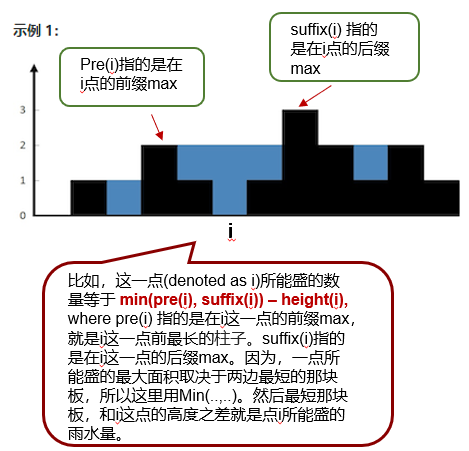 示例 1：
Pre(i)指的是在
i点的前缀max
suffix(i) 指的
是在i点的后缀
max
3
2
1
0
i
比如，这一点(denoted as i)所能盛的数
量等于 min(pre(i), suffix(i)) – height(i),
where pre(i) 指的是在i这一点的前缀max，
就是i这一点前最长的柱子。suffix(i)指的
是在i这一点的后缀max。因为，一点所
能盛的最大面积取决于两边最短的那块
板，所以这里用Min(..,..)。然后最短那块
板，和i这点的高度之差就是点i所能盛的
雨水量。